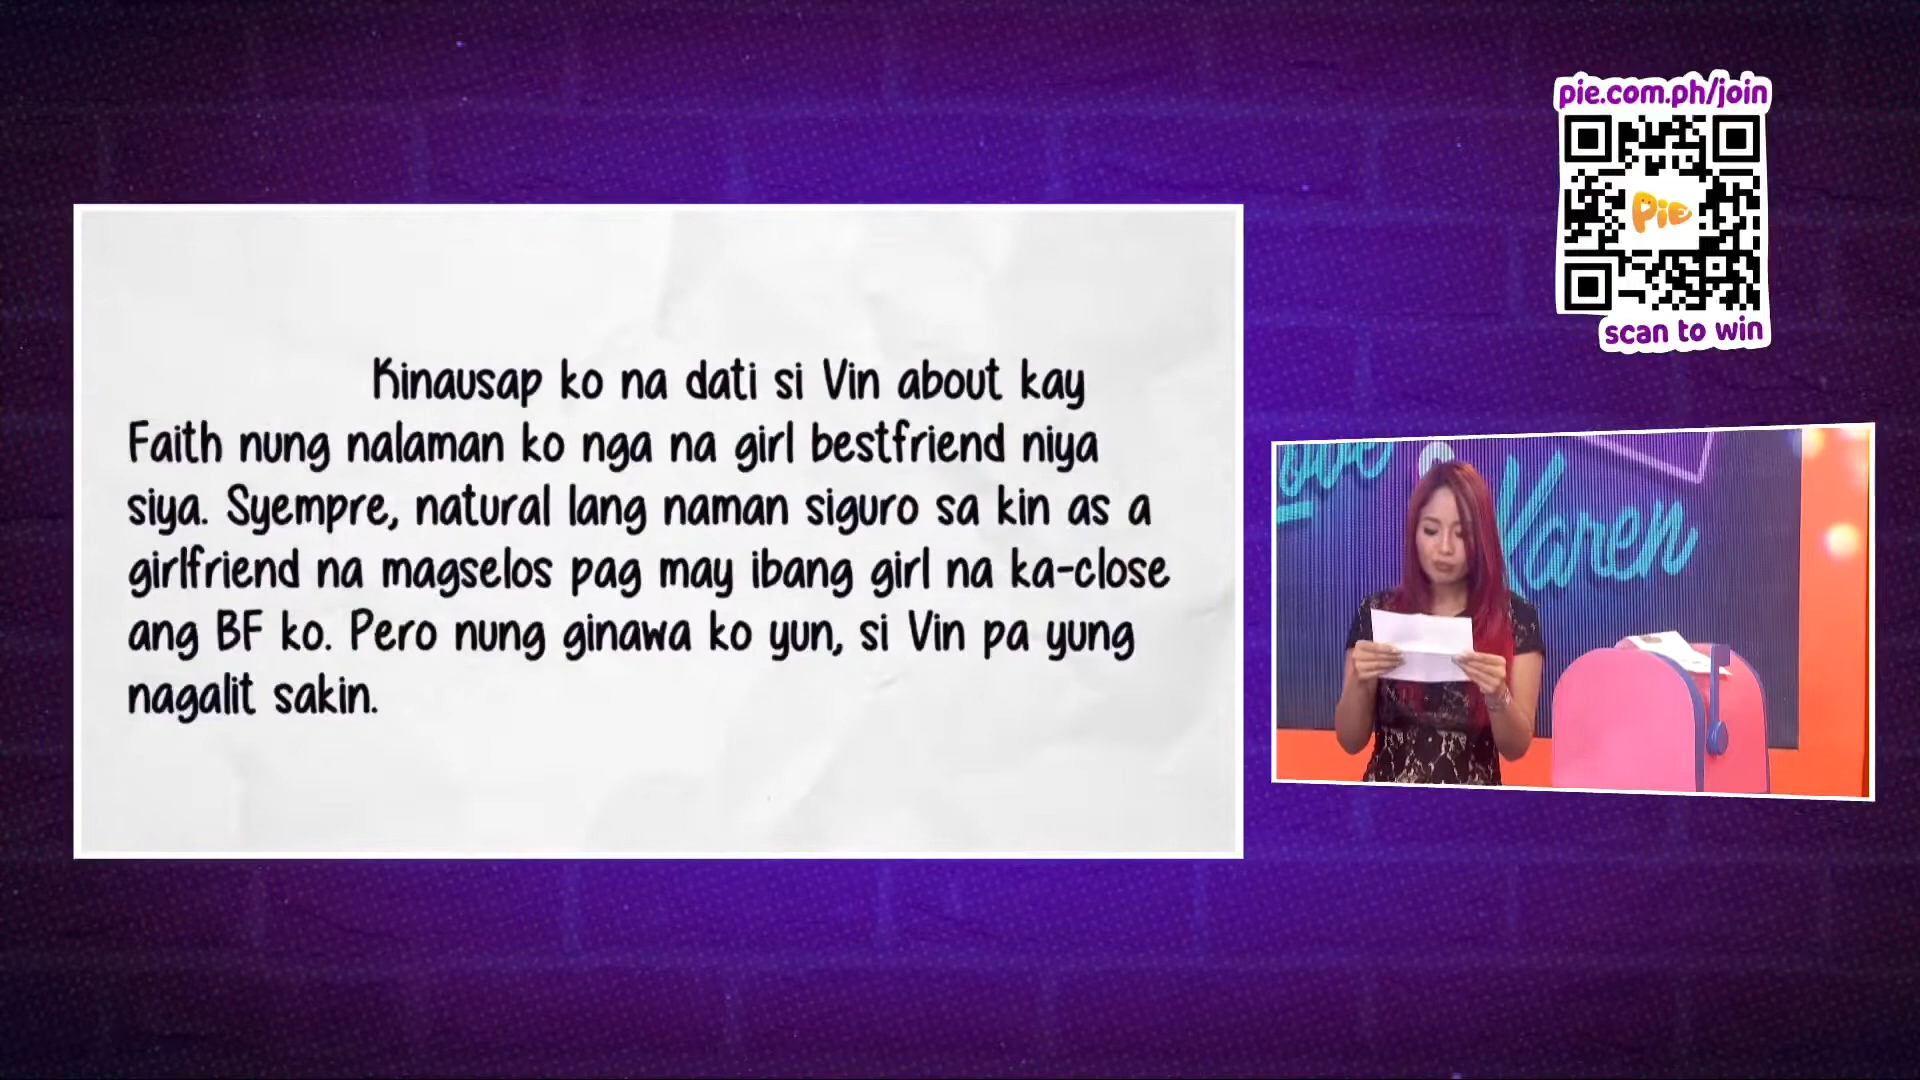 pie.com.ph/join
Pie
scan to win
Kinausap ko na dati si Vin about kay
Faith nung nalaman ko nga na girl bestfriend niya
siya. Syempre, natural lang naman siguro sa kin as a
girlfriend na magselos pag may ibang girl na ka-close
ang BF ko. Pero nung ginawa ko yun, si Vin pa yung
nagalit sakin.
Love
Karen